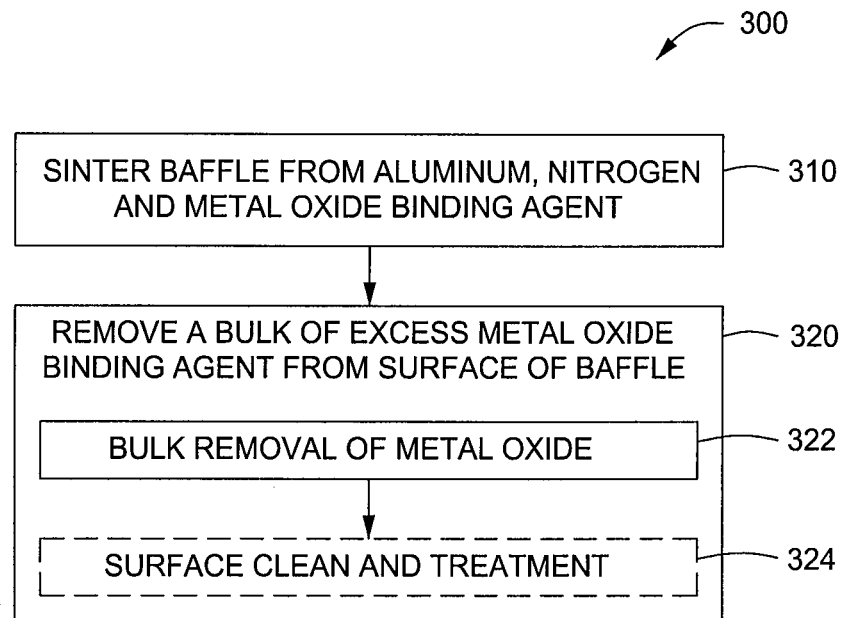 300
SINTER BAFFLE FROM ALUMINUM, NITROGEN
AND METAL OXIDE BINDING AGENT
310
REMOVE A BULK OF EXCESS METAL OXIDE
BINDING AGENT FROM SURFACE OF BAFFLE
320
BULK REMOVAL OF METAL OXIDE
322
SURFACE CLEAN AND TREATMENT
324